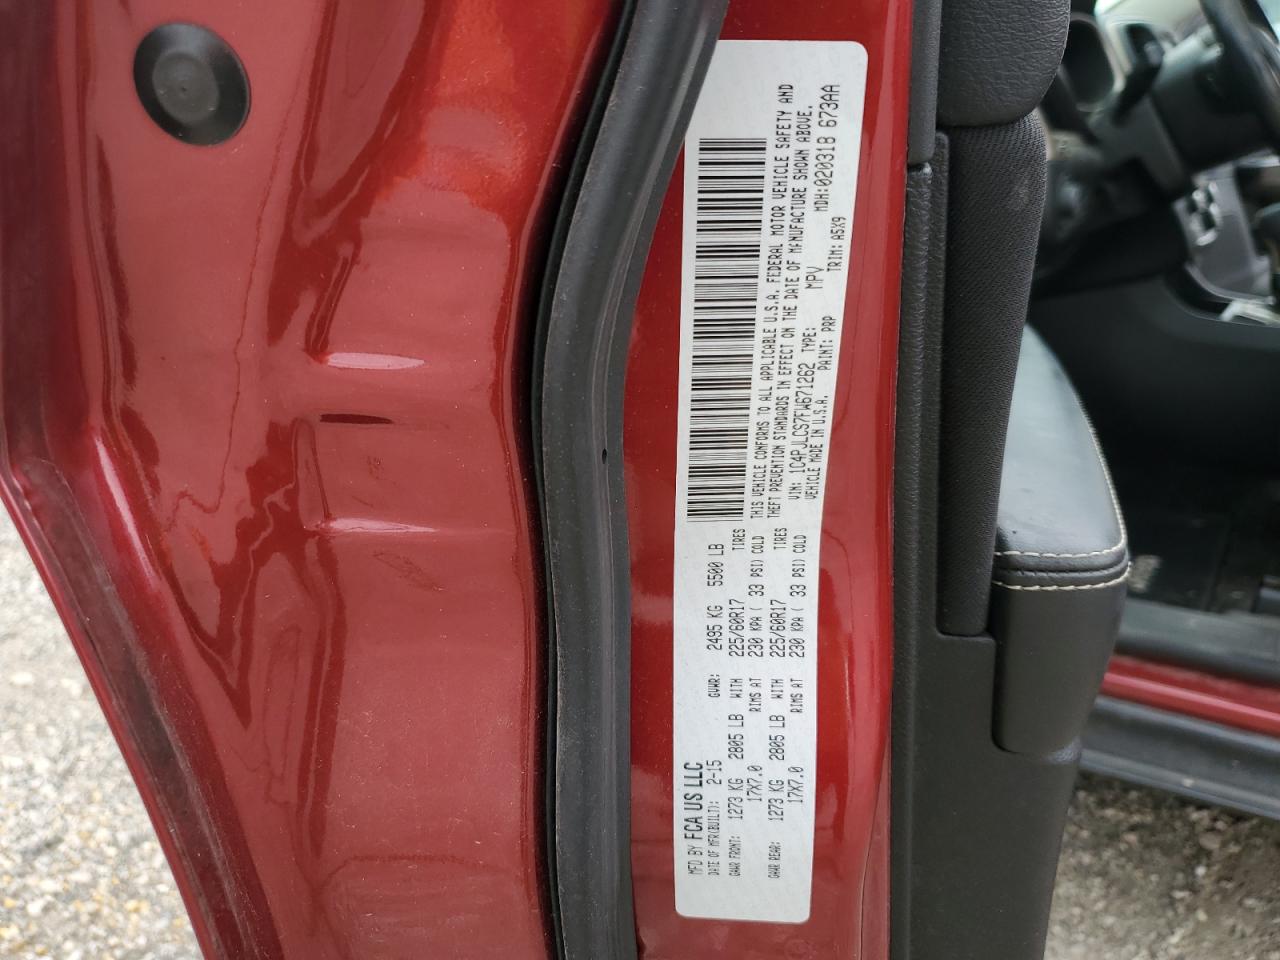 MFD BY FCA US LLC
DATE OF MFR(BUILT): 2-15 GVWR: 2495 KG 5500 LB
GAWR FRONT: 1273 KG 2805 LB WITH 225/60R17 TIRES
17X7.0 RIMS AT 230 KPA ( 33 PSI) COLD
GAWR REAR: 1273 KG 2805 LB WITH 225/60R17 TIRES
17X7.0 RIMS AT 230 KPA ( 33 PSI) COLD
THIS VEHICLE CONFORMS TO ALL APPLICABLE U.S.A. FEDERAL MOTOR VEHICLE SAFETY AND
THEFT PREVENTION STANDARDS IN EFFECT ON THE DATE OF MANUFACTURE SHOWN ABOVE.
VIN: 1C4PJLCS7FW671262 TYPE: MPV MDH:020318 673AA
VEHICLE MADE IN U.S.A. PAINT: PRP TRIM: A5X9